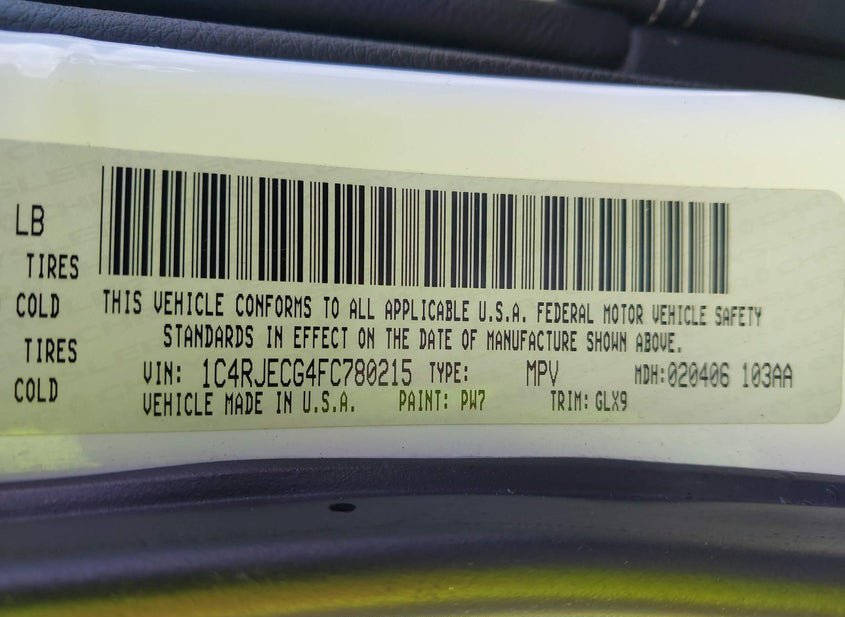 LB
TIRES
COLD
THIS VEHICLE CONFORMS TO ALL APPLICABLE U.S.A. FEDERAL MOTOR VEHICLE SAFETY
STANDARDS IN EFFECT ON THE DATE OF MANUFACTURE SHOWN ABOVE.
TIRES
COLD
VIN: 1C4RJECG4FC780215 TYPE: MPV MDH:020406 103AA
VEHICLE MADE IN U.S.A. PAINT: PW7 TRIM: GLX9